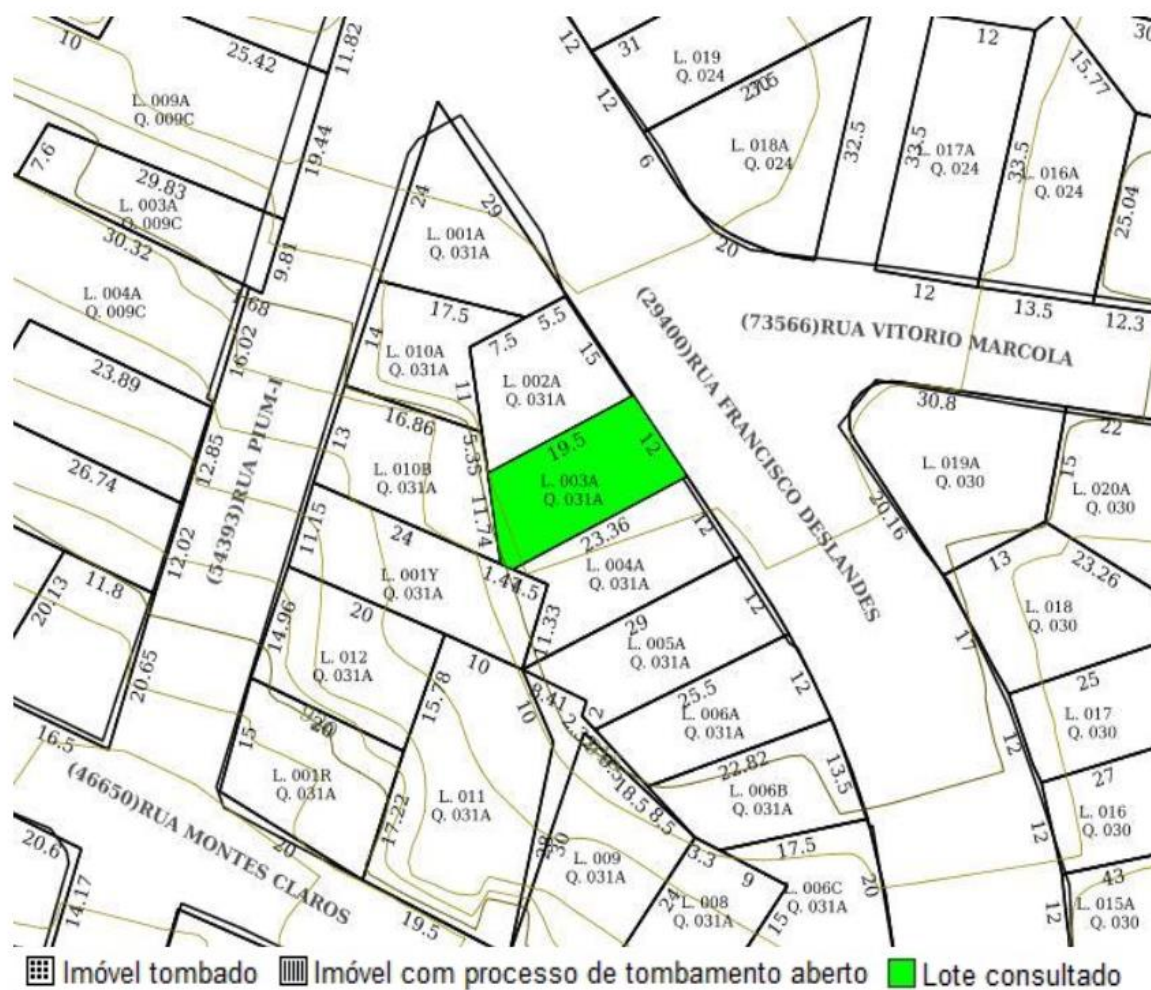 10
25.42
11.82
12
31
L. 019
Q. 024
12
15.77
30
L. 009A
Q. 009C
12
6
L. 018A
Q. 024
32.5
33.5
L. 017A
Q. 024
33.5
L. 016A
Q. 024
7.6
29.83
19.44
24
29
25.04
L. 003A
Q. 009C
30.32
9.81
L. 001A
Q. 031A
20
L. 004A
Q. 009C
16.02
17.5
5.5
12
13.5
12.3
(73566)RUA VITORIO MARCOLA
14
L. 010A
Q. 031A
7.5
15
(29400)RUA FRANCISCO DESLANDES
23.89
11
L. 002A
Q. 031A
(54393)RUA PIUM-I
16.86
30.8
22
12.85
13
5.35
19.5
12
26.74
L. 010B
Q. 031A
L. 003A
Q. 031A
L. 019A
Q. 030
15
L. 020A
Q. 030
11.15
24
11.74
23.36
12
20.16
12.02
L. 001Y
Q. 031A
L. 004A
Q. 031A
13
23.26
20.13
11.8
20
11.33
12
L. 018
Q. 030
14.96
29
L. 005A
Q. 031A
17
L. 012
Q. 031A
10
20.65
15.78
8.41
25.5
12
25
10
2
L. 006A
Q. 031A
L. 017
Q. 030
16.5
15
22.82
13.5
12
27
(46650)RUA MONTES CLAROS
L. 001R
Q. 031A
L. 011
Q. 031A
18.5
8.5
L. 006B
Q. 031A
L. 016
Q. 030
12
17.22
20.6
20
28
30
L. 009
Q. 031A
3.3
17.5
9
20
43
14.17
19.5
24
L. 008
Q. 031A
15
L. 006C
Q. 031A
12
L. 015A
Q. 030
Imóvel tombado Imóvel com processo de tombamento aberto Lote consultado